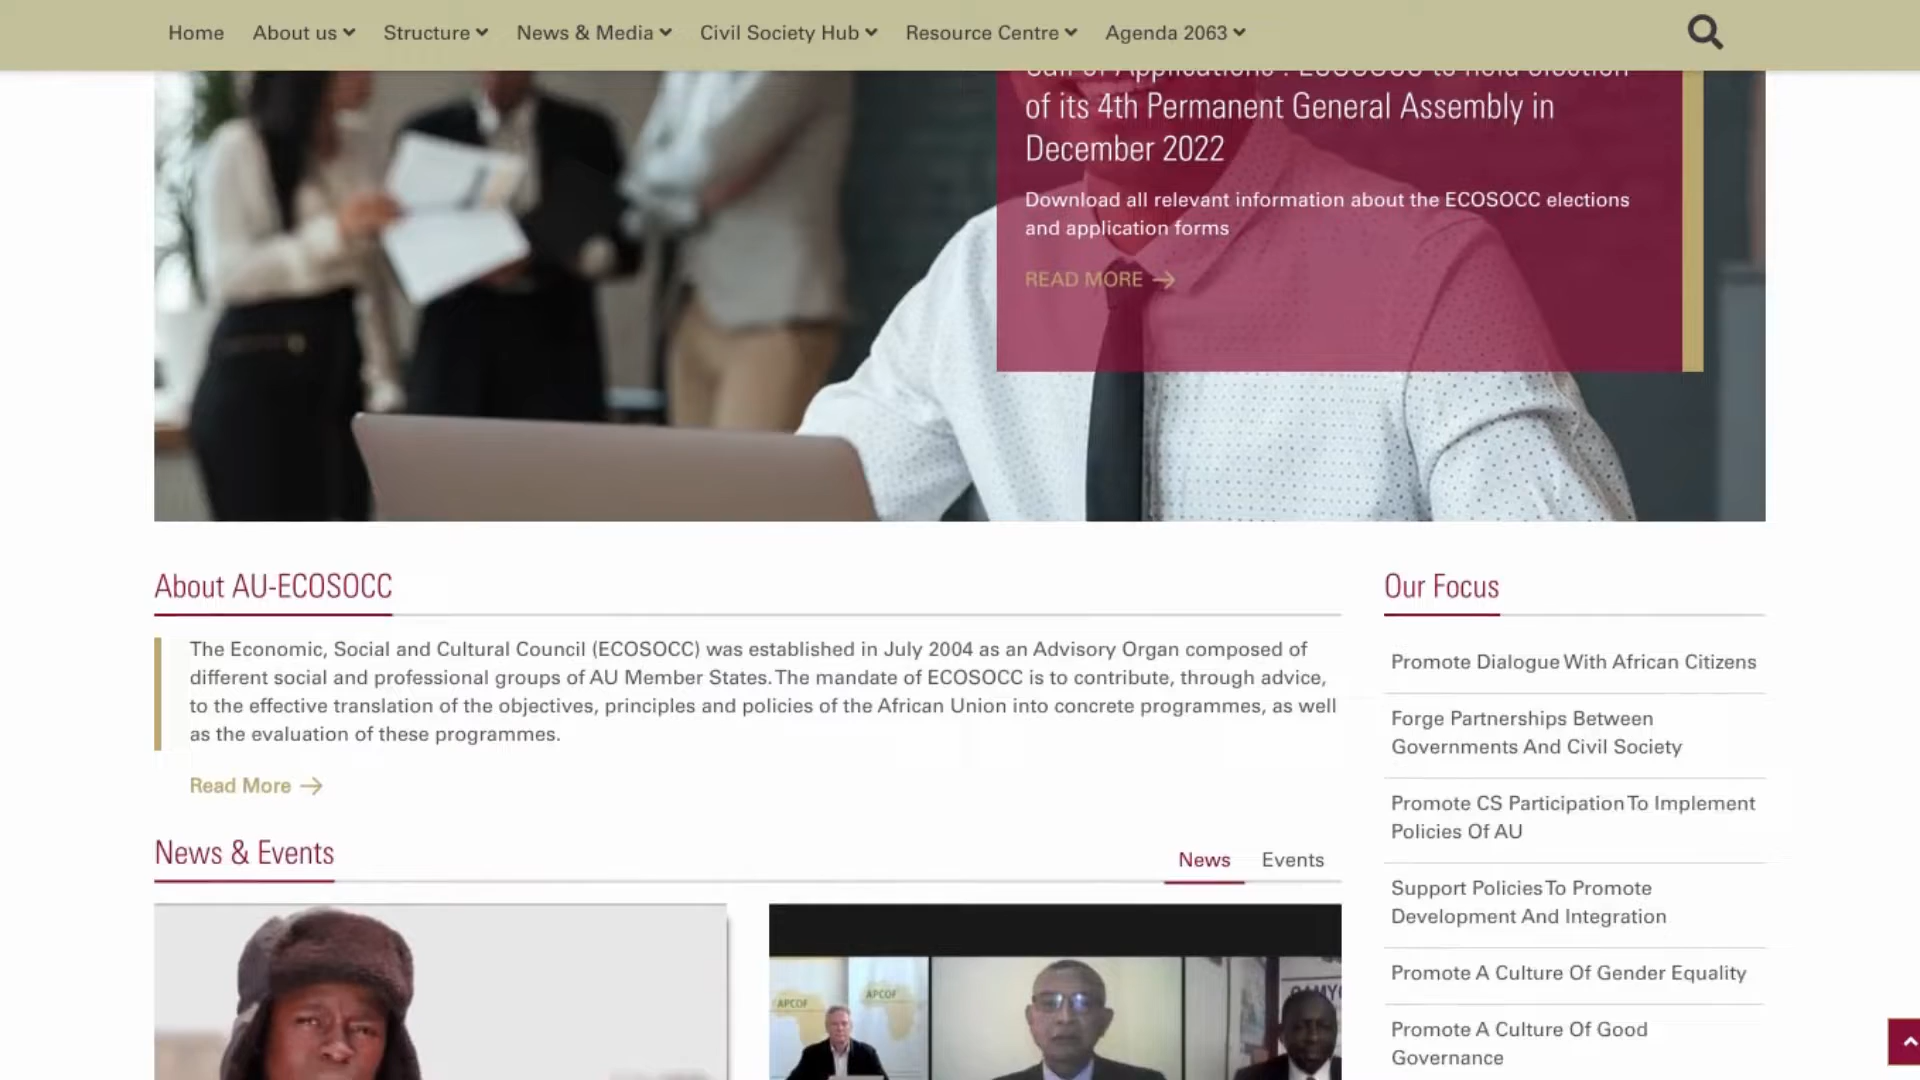 Home
About us
Structure
News & Media
Civil Society Hub
Resource Centre
Agenda 2063
Call of Applications : ECOSOCC to hold election
of its 4th Permanent General Assembly in
December 2022
Download all relevant information about the ECOSOCC elections
and application forms
READ MORE
About AU-ECOSOCC
The Economic, Social and Cultural Council (ECOSOCC) was established in July 2004 as an Advisory Organ composed of
different social and professional groups of AU Member States. The mandate of ECOSOCC is to contribute, through advice,
to the effective translation of the objectives, principles and policies of the African Union into concrete programmes, as well
as the evaluation of these programmes.
Read More
News & Events
News
Events
APCOF
APCOF
Our Focus
Promote Dialogue With African Citizens
Forge Partnerships Between
Governments And Civil Society
Promote CS Participation To Implement
Policies Of AU
Support Policies To Promote
Development And Integration
Promote A Culture Of Gender Equality
Promote A Culture Of Good
Governance